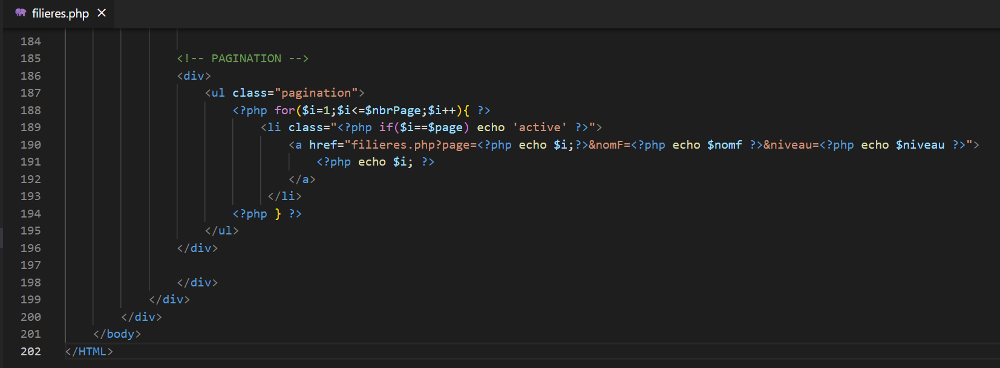 filieres.php
184
185 <!-- PAGINATION -->
186 <div>
187 <ul class="pagination">
188 <?php for($i=1;$i<=$nbrPage;$i++){ ?>
189 <li class="<?php if($i==$page) echo 'active' ?>">
190 <a href="filieres.php?page=<?php echo $i;?>&nomF=<?php echo $nomf ?>&niveau=<?php echo $niveau ?>">
191 <?php echo $i; ?>
192 </a>
193 </li>
194 <?php } ?>
195 </ul>
196 </div>
197
198 </div>
199 </div>
200 </div>
201 </body>
202 </HTML>